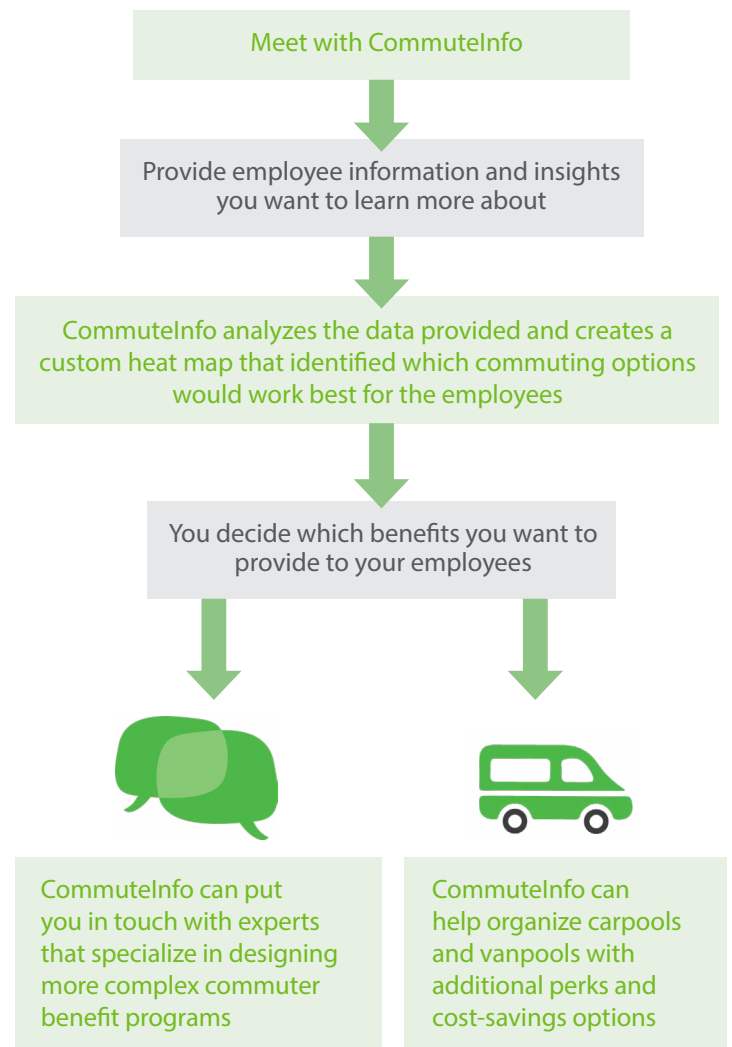 Meet with CommuteInfo
Provide employee information and insights
you want to learn more about
CommuteInfo analyzes the data provided and creates a
custom heat map that identified which commuting options
would work best for the employees
You decide which benefits you want to
provide to your employees
CommuteInfo can put
you in touch with experts
that specialize in designing
more complex commuter
benefit programs
CommuteInfo can
help organize carpools
and vanpools with
additional perks and
cost-savings options